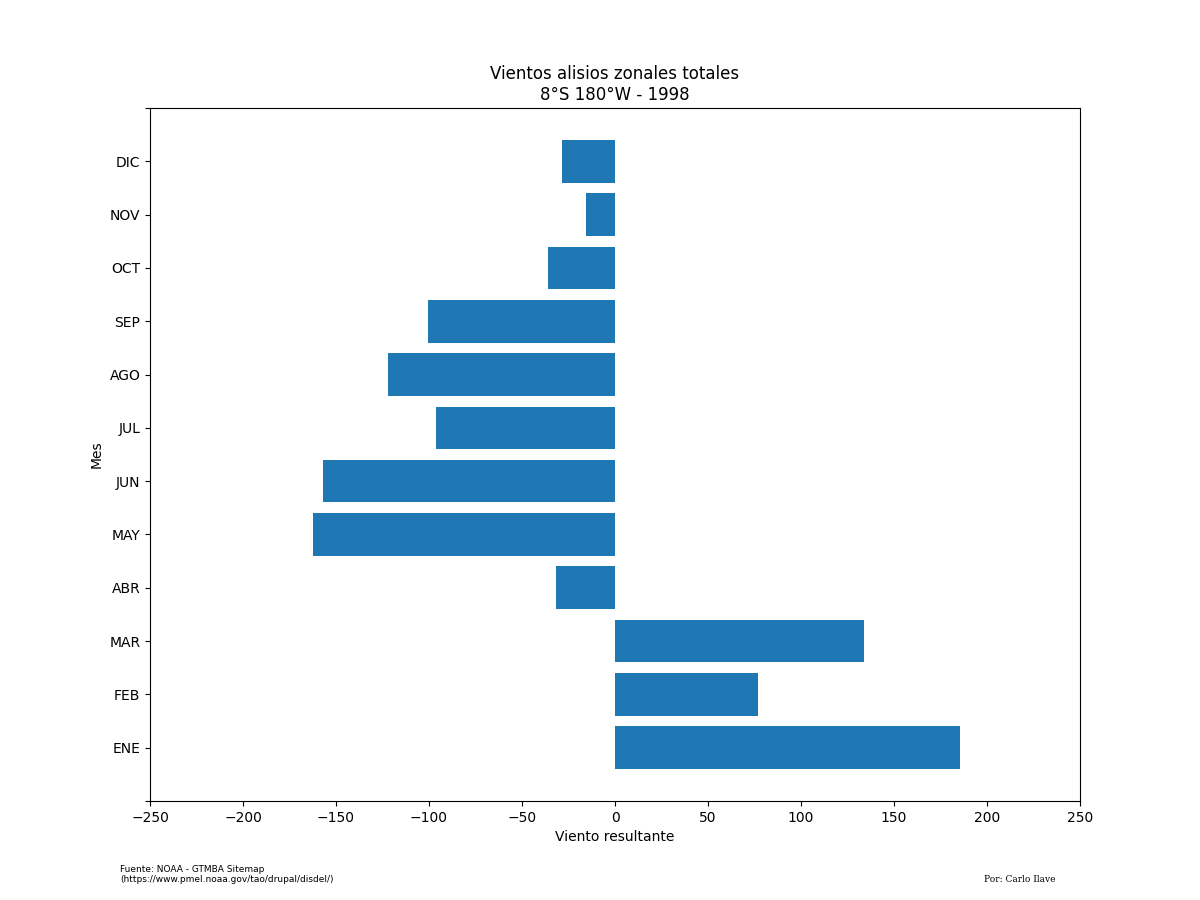 Vientos alisios zonales totales
8°S 180°W - 1998
DIC
NOV
OCT
SEP
AGO
JUL
JUN
MAY
ABR
MAR
FEB
ENE
Mes
−250 −200 −150 −100 −50 0 50 100 150 200 250
Viento resultante
Fuente: NOAA - GTMBA Sitemap
(https://www.pmel.noaa.gov/tao/drupal/disdel/)
Por: Carlo Ilave